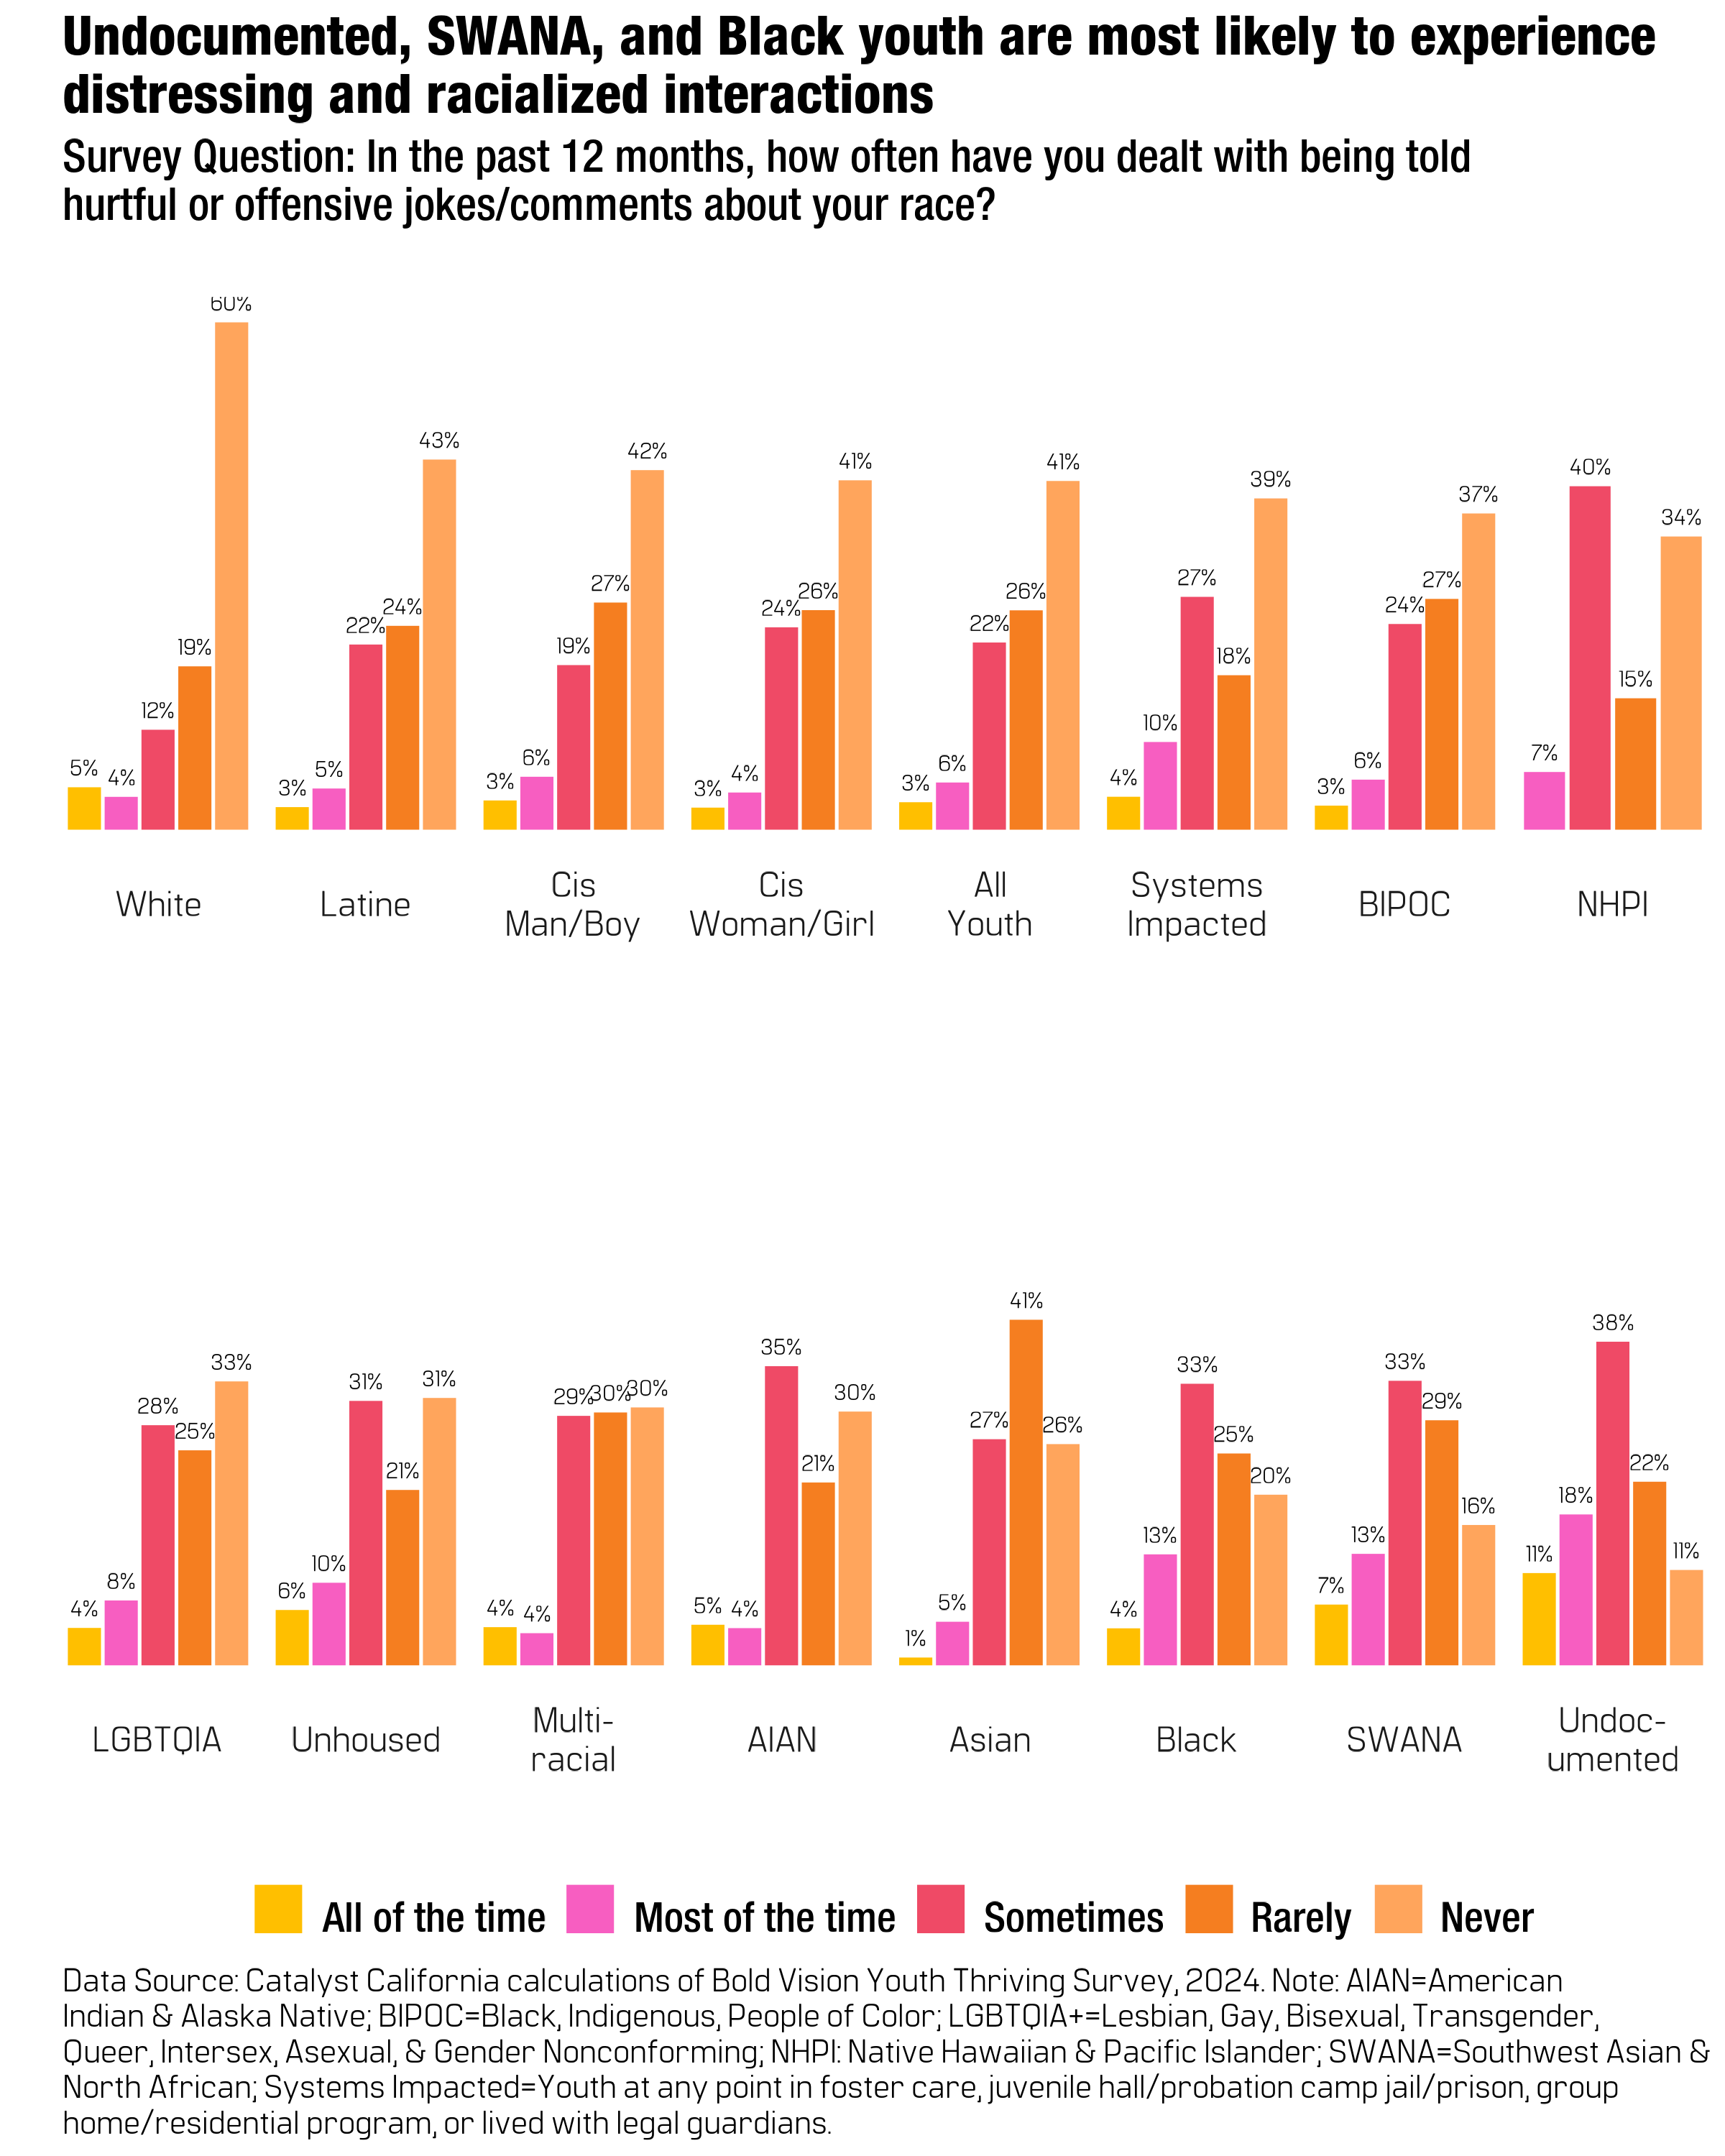 Undocumented, SWANA, and Black youth are most likely to experience
distressing and racialized interactions
Survey Question: In the past 12 months, how often have you dealt with being told
hurtful or offensive jokes/comments about your race?
5%
4%
12%
19%
60%
3%
5%
22%
24%
43%
3%
6%
19%
27%
42%
3%
4%
24%
26%
41%
3%
6%
22%
26%
41%
4%
10%
27%
18%
39%
3%
6%
24%
27%
37%
7%
40%
15%
34%
White
Latine
Cis
Man/Boy
Cis
Woman/Girl
All
Youth
Systems
Impacted
BIPOC
NHPI
4%
8%
28%
25%
33%
6%
10%
31%
21%
31%
4%
4%
29%
30%
30%
5%
4%
35%
21%
30%
1%
5%
27%
41%
26%
4%
13%
33%
25%
20%
7%
13%
33%
29%
16%
11%
18%
38%
22%
11%
LGBTQIA
Unhoused
Multi-
racial
AIAN
Asian
Black
SWANA
Undoc-
umented
All of the time
Most of the time
Sometimes
Rarely
Never
Data Source: Catalyst California calculations of Bold Vision Youth Thriving Survey, 2024. Note: AIAN=American
Indian & Alaska Native; BIPOC=Black, Indigenous, People of Color; LGBTQIA+=Lesbian, Gay, Bisexual, Transgender,
Queer, Intersex, Asexual, & Gender Nonconforming; NHPI: Native Hawaiian & Pacific Islander; SWANA=Southwest Asian &
North African; Systems Impacted=Youth at any point in foster care, juvenile hall/probation camp jail/prison, group
home/residential program, or lived with legal guardians.